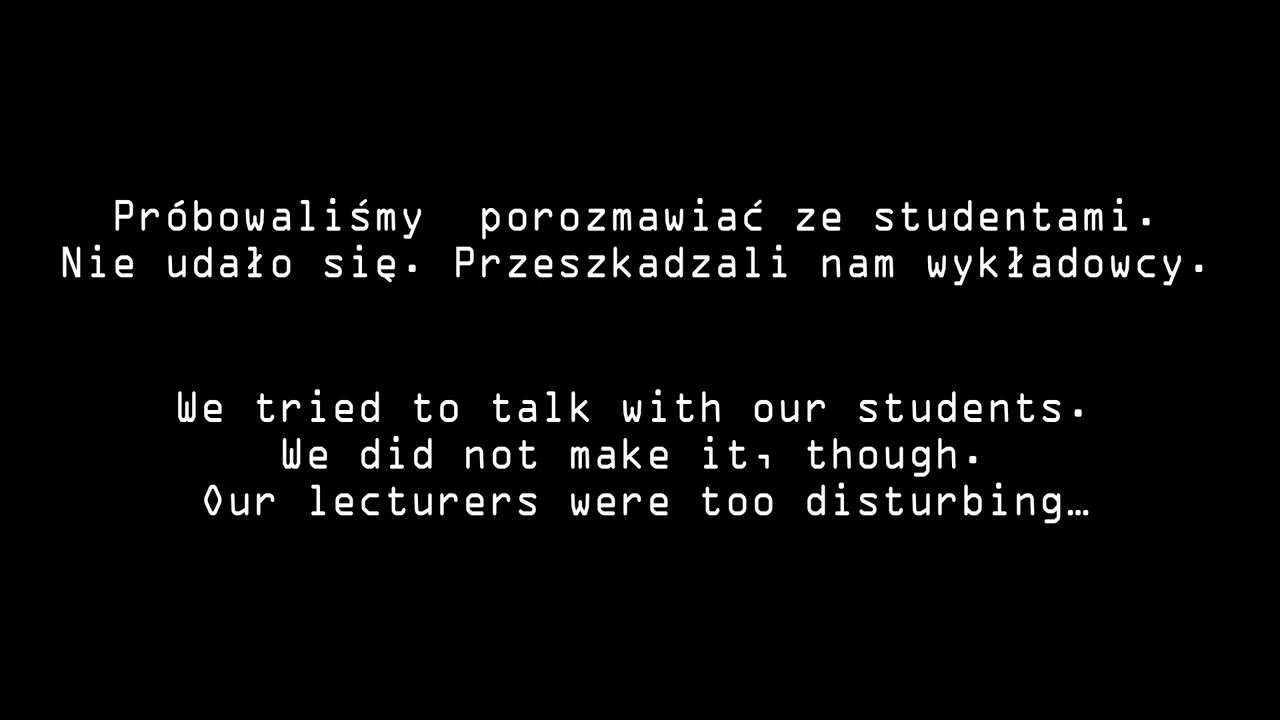 Próbowaliśmy  porozmawiać ze studentami.
Nie udało się. Przeszkadzali nam wykładowcy.
We tried to talk with our students.
We did not make it, though.
Our lecturers were too disturbing…